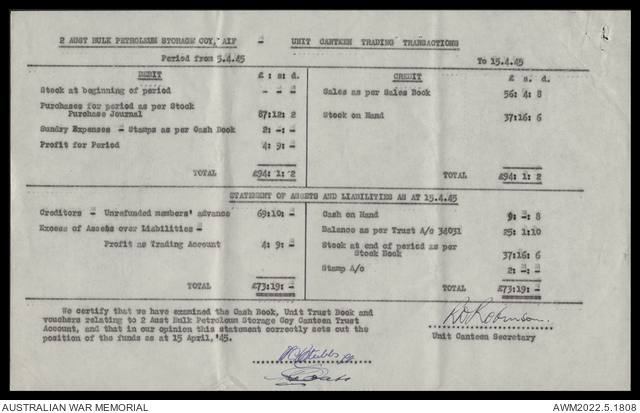 2 AUST BULK PETROLEUM STORAGE COY, AIF - UNIT CANTEEN TRADING TRANSACTIONS
Period from 5.4.45 To 15.4.45
DEBIT £ : s: d.
Stock at beginning of period - - -
Purchases for period as per Stock
Purchase Journal 87:12: 2
Sundry Expenses - Stamps as per Cash Book 2: -: -
Profit for Period 4: 9: -
TOTAL £94: 1: 2
CREDIT £ s. d.
Sales as per Sales Book 56: 4: 8
Stock on Hand 37:16: 6
TOTAL £94: 1: 2
STATEMENT OF ASSETS AND LIABILITIES AS AT 15.4.45
Creditors - Unrefunded members' advance 69:10: -
Excess of Assets over Liabilities -
Profit as Trading Account 4: 9: -
TOTAL £73:19: -
Cash on Hand 9: -: 8
Balance as per Trust A/c 34031 25: 1:10
Stock at end of period as per
Stock Book 37:16: 6
Stamp A/c 2: -: -
TOTAL £73:19: -
We certify that we have examined the Cash Book, Unit Trust Book and
vouchers relating to 2 Aust Bulk Petroleum Storage Coy Canteen Trust
Account, and that in our opinion this statement correctly sets out the
position of the funds as at 15 April, '45.
Robinson.
Unit Canteen Secretary
AUSTRALIAN WAR MEMORIAL
AWM2022.5.1808